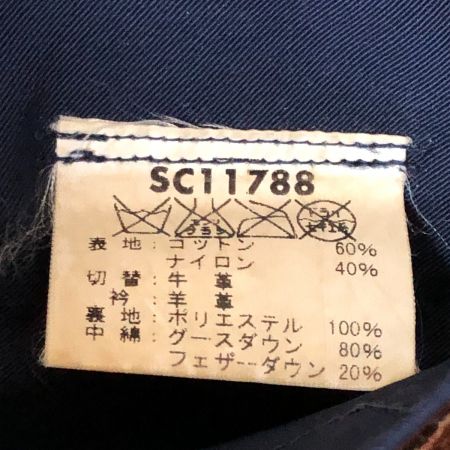 SC11788
表 地 : コットン 60%
ナイロン 40%
切 替 : 牛 革
衿 : 羊 革
裏 地 : ポリエステル 100%
中 綿 : グースダウン 80%
フェザーダウン 20%